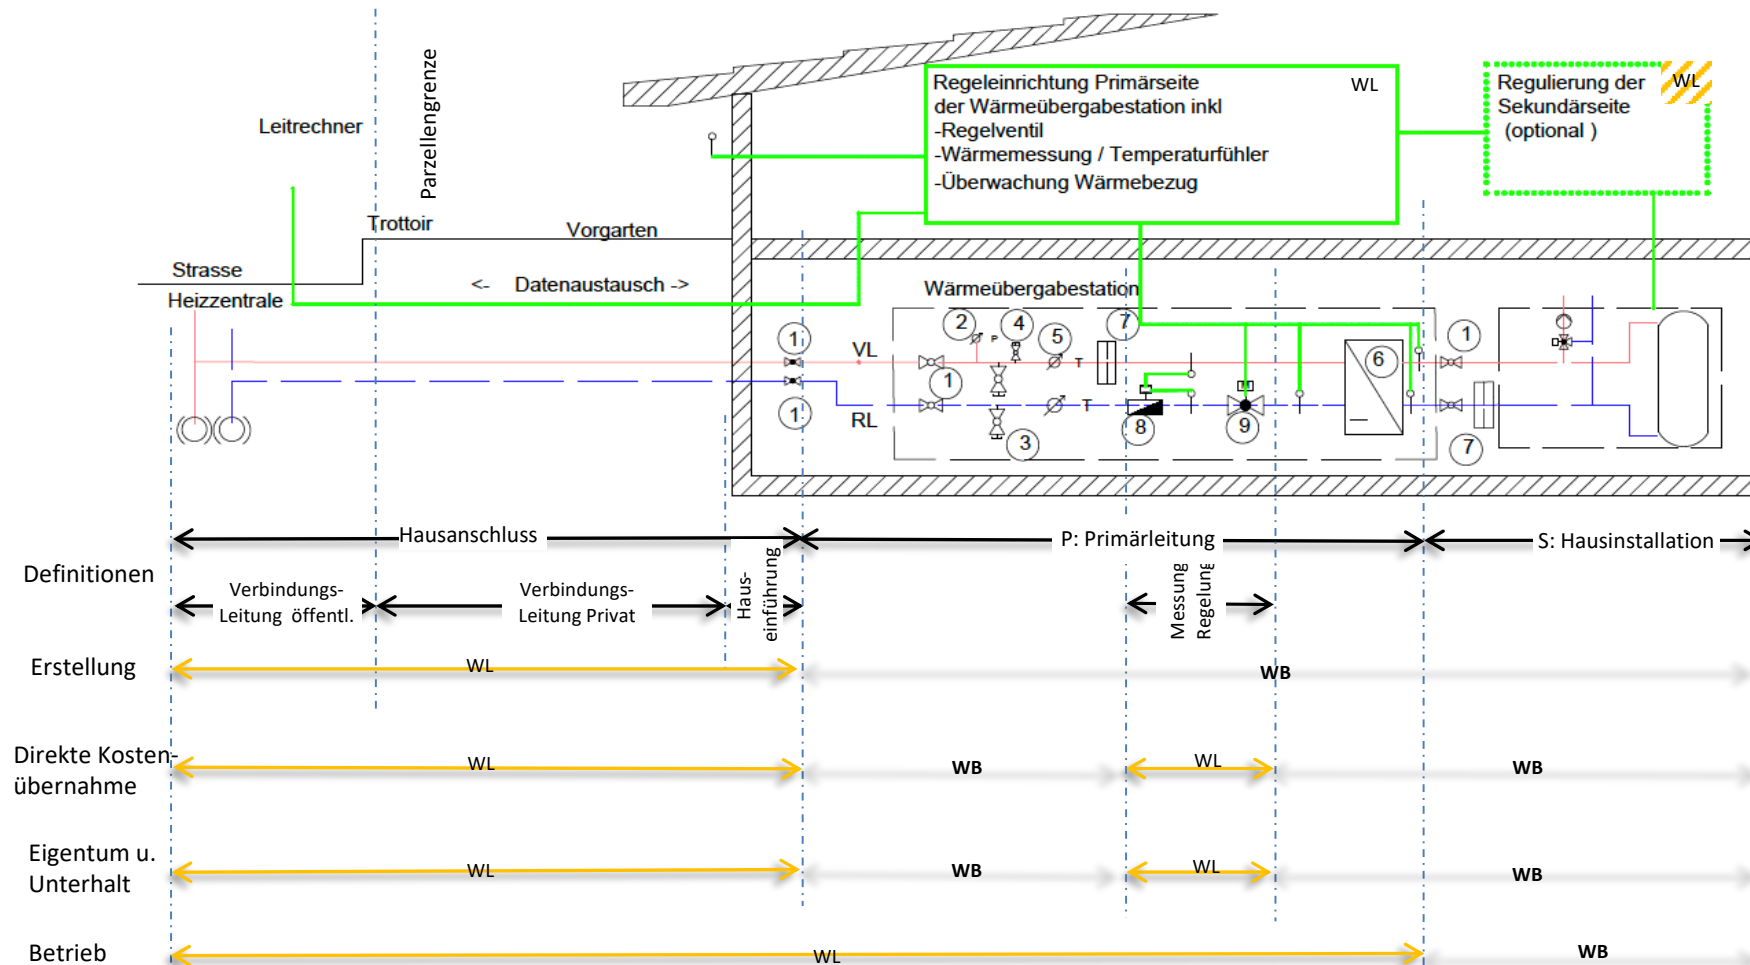 Regeleinrichtung Primärseite
der Wärmeübergabestation inkl
-Regelventil
-Wärmemessung / Temperaturfühler
-Überwachung Wärmebezug
WL
Regulierung der
Sekundärseite
(optional )
WL
Leitrechner
Parzellengrenze
Trottoir
Vorgarten
Strasse
Heizzentrale
<- Datenaustausch ->
Wärmeübergabestation
2
P
4
5
7
1
VL
T
6
1
1
1
RL
T
8
9
3
7
Hausanschluss
P: Primärleitung
S: Hausinstallation
Definitionen
Verbindungs-
Leitung öffentl.
Verbindungs-
Leitung Privat
Haus-
einführung
Messung
Regelung
Erstellung
WL
WB
Direkte Kosten-
übernahme
WL
WB
WL
WB
Eigentum u.
Unterhalt
WL
WB
WL
WB
Betrieb
WL
WB